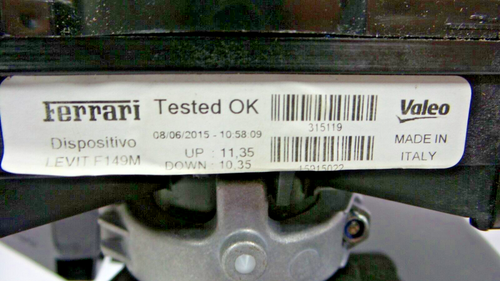 Ferrari Tested OK Valeo
315119
Dispositivo 08/06/2015 - 10:58:09 MADE IN
LEVIT F149M UP : 11,35 ITALY
DOWN : 10,35 15915022